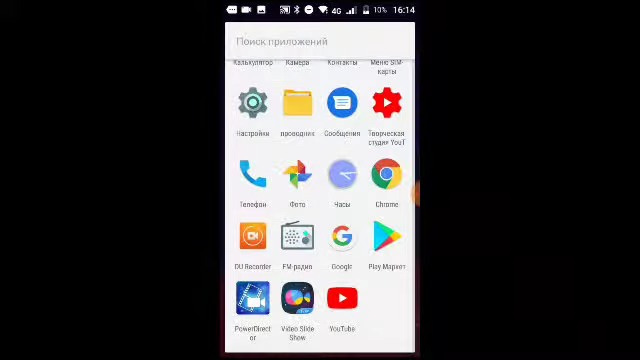 4G 10% 16:14
Поиск приложений
Калькулятор Камера Контакты Меню SIM-
карты
Настройки проводник Сообщения Творческая
студия YouT
Телефон Фото Часы Chrome
DU Recorder FM-радио Google Play Маркет
PowerDirect Video Slide YouTube
or Show